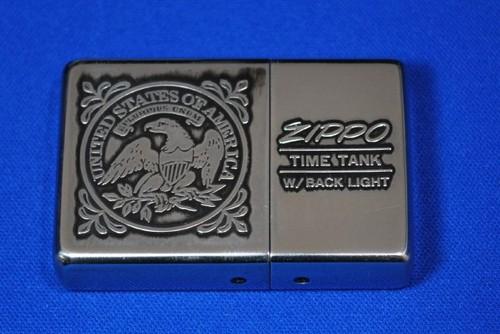 UNITED STATES OF AMERICA
E PLURIBUS UNUM
ZIPPO
TIME TANK
W/ BACK LIGHT